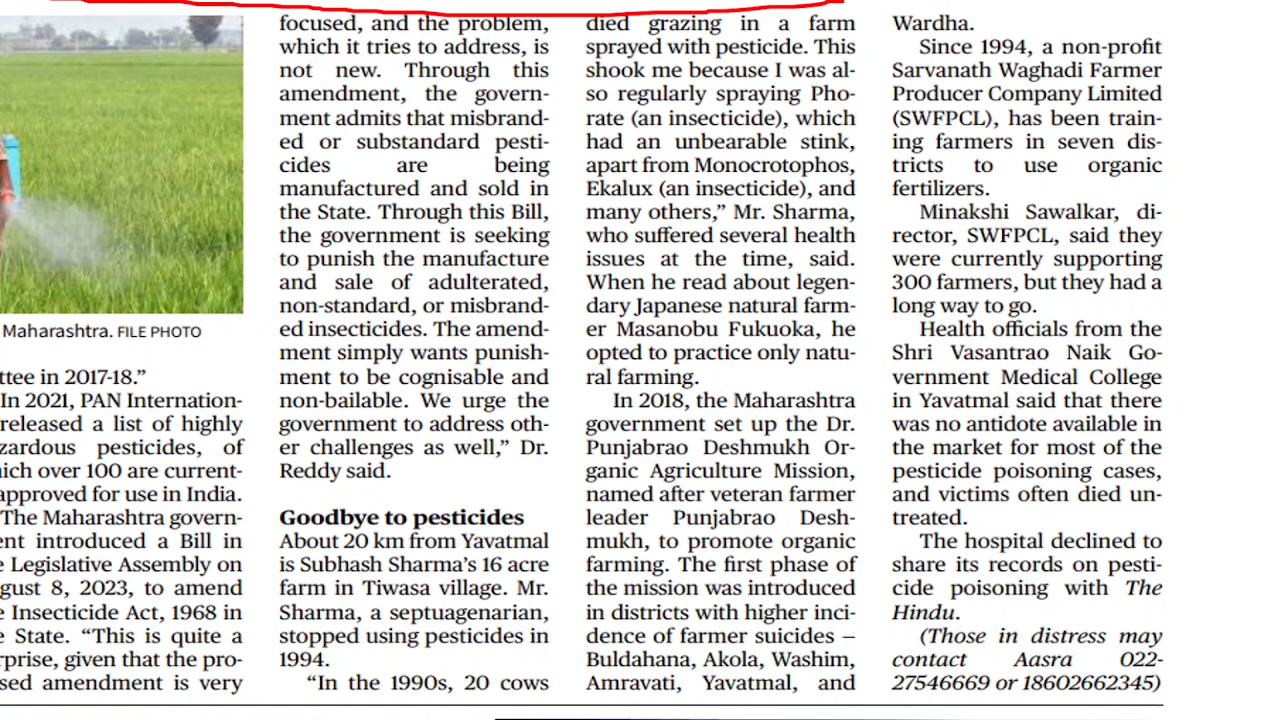 Maharashtra. FILE PHOTO
ttee in 2017-18.”
In 2021, PAN Internation-
released a list of highly
zardous pesticides, of
ich over 100 are current-
approved for use in India.
The Maharashtra govern-
ent introduced a Bill in
e Legislative Assembly on
gust 8, 2023, to amend
e Insecticide Act, 1968 in
e State. “This is quite a
rprise, given that the pro-
sed amendment is very
focused, and the problem,
which it tries to address, is
not new. Through this
amendment, the govern-
ment admits that misbrand-
ed or substandard pesti-
cides are being
manufactured and sold in
the State. Through this Bill,
the government is seeking
to punish the manufacture
and sale of adulterated,
non-standard, or misbrand-
ed insecticides. The amend-
ment simply wants punish-
ment to be cognisable and
non-bailable. We urge the
government to address oth-
er challenges as well,” Dr.
Reddy said.
Goodbye to pesticides
About 20 km from Yavatmal
is Subhash Sharma’s 16 acre
farm in Tiwasa village. Mr.
Sharma, a septuagenarian,
stopped using pesticides in
1994.
“In the 1990s, 20 cows
died grazing in a farm
sprayed with pesticide. This
shook me because I was al-
so regularly spraying Pho-
rate (an insecticide), which
had an unbearable stink,
apart from Monocrotophos,
Ekalux (an insecticide), and
many others,” Mr. Sharma,
who suffered several health
issues at the time, said.
When he read about legen-
dary Japanese natural farm-
er Masanobu Fukuoka, he
opted to practice only natu-
ral farming.
In 2018, the Maharashtra
government set up the Dr.
Punjabrao Deshmukh Or-
ganic Agriculture Mission,
named after veteran farmer
leader Punjabrao Desh-
mukh, to promote organic
farming. The first phase of
the mission was introduced
in districts with higher inci-
dence of farmer suicides –
Buldahana, Akola, Washim,
Amravati, Yavatmal, and
Wardha.
Since 1994, a non-profit
Sarvanath Waghadi Farmer
Producer Company Limited
(SWFPCL), has been train-
ing farmers in seven dis-
tricts to use organic
fertilizers.
Minakshi Sawalkar, di-
rector, SWFPCL, said they
were currently supporting
300 farmers, but they had a
long way to go.
Health officials from the
Shri Vasantrao Naik Go-
vernment Medical College
in Yavatmal said that there
was no antidote available in
the market for most of the
pesticide poisoning cases,
and victims often died un-
treated.
The hospital declined to
share its records on pesti-
cide poisoning with The
Hindu.
(Those in distress may
contact Aasra 022-
27546669 or 18602662345)